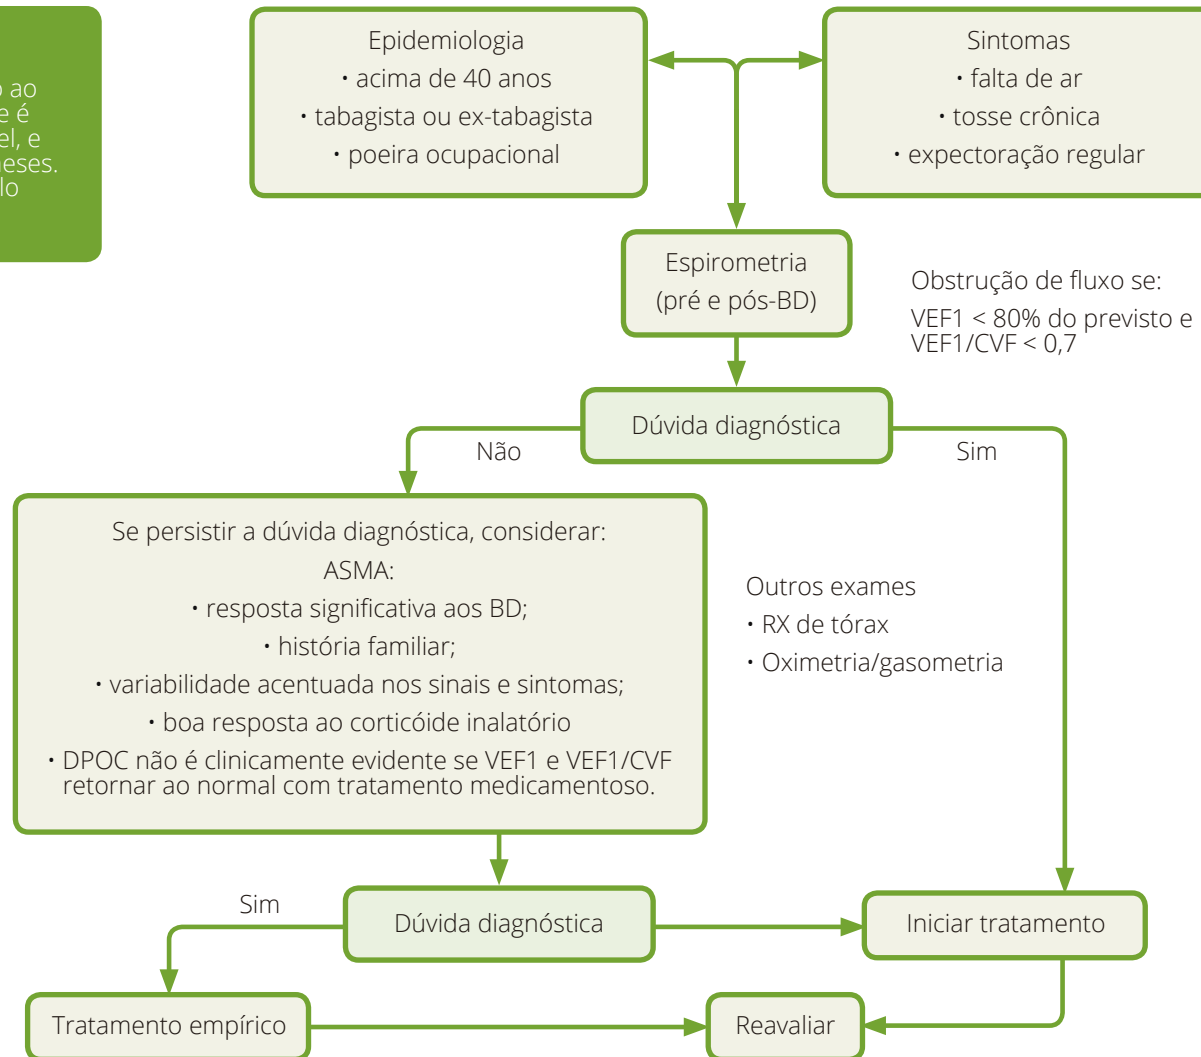 o ao
e é
el, e
neses.
lo
Epidemiologia
• acima de 40 anos
• tabagista ou ex-tabagista
• poeira ocupacional
Sintomas
• falta de ar
• tosse crônica
• expectoração regular
Espirometria
(pré e pós-BD)
Obstrução de fluxo se:
VEF1 < 80% do previsto e
VEF1/CVF < 0,7
Dúvida diagnóstica
Não
Sim
Se persistir a dúvida diagnóstica, considerar:
ASMA:
• resposta significativa aos BD;
• história familiar;
• variabilidade acentuada nos sinais e sintomas;
• boa resposta ao corticóide inalatório
• DPOC não é clinicamente evidente se VEF1 e VEF1/CVF
retornar ao normal com tratamento medicamentoso.
Outros exames
• RX de tórax
• Oximetria/gasometria
Sim
Dúvida diagnóstica
Iniciar tratamento
Tratamento empírico
Reavaliar